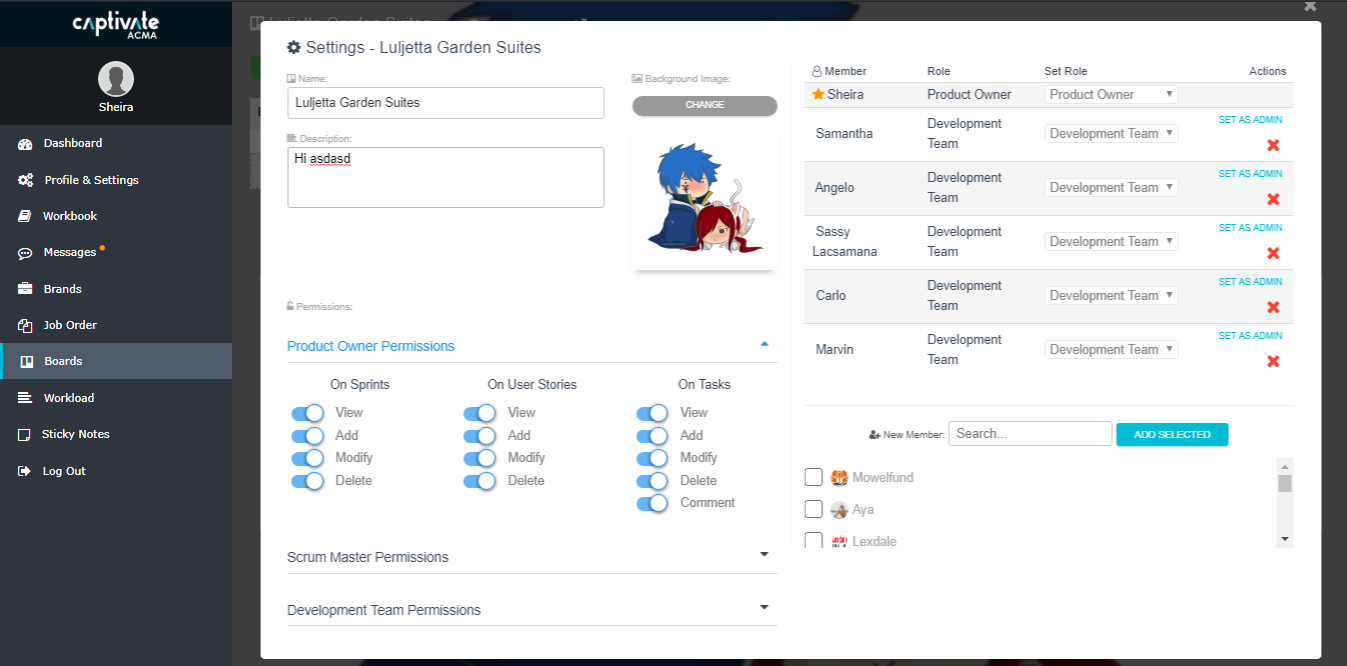 captivate
ACMA
Sheira
Dashboard
Profile & Settings
Workbook
Messages
Brands
Job Order
Boards
Workload
Sticky Notes
Log Out
Luljetta Garden Suites
Settings - Luljetta Garden Suites
Name:
Luljetta Garden Suites
Description:
Hi asdasd
Background Image:
CHANGE
Permissions:
Product Owner Permissions
On Sprints
View
Add
Modify
Delete
On User Stories
View
Add
Modify
Delete
On Tasks
View
Add
Modify
Delete
Comment
Scrum Master Permissions
Development Team Permissions
Member Role Set Role Actions
Sheira Product Owner Product Owner
Samantha Development Team Development Team SET AS ADMIN
Angelo Development Team Development Team SET AS ADMIN
Sassy Lacsamana Development Team Development Team SET AS ADMIN
Carlo Development Team Development Team SET AS ADMIN
Marvin Development Team Development Team SET AS ADMIN
New Member: Search... ADD SELECTED
Mowelfund
Aya
Lexdale